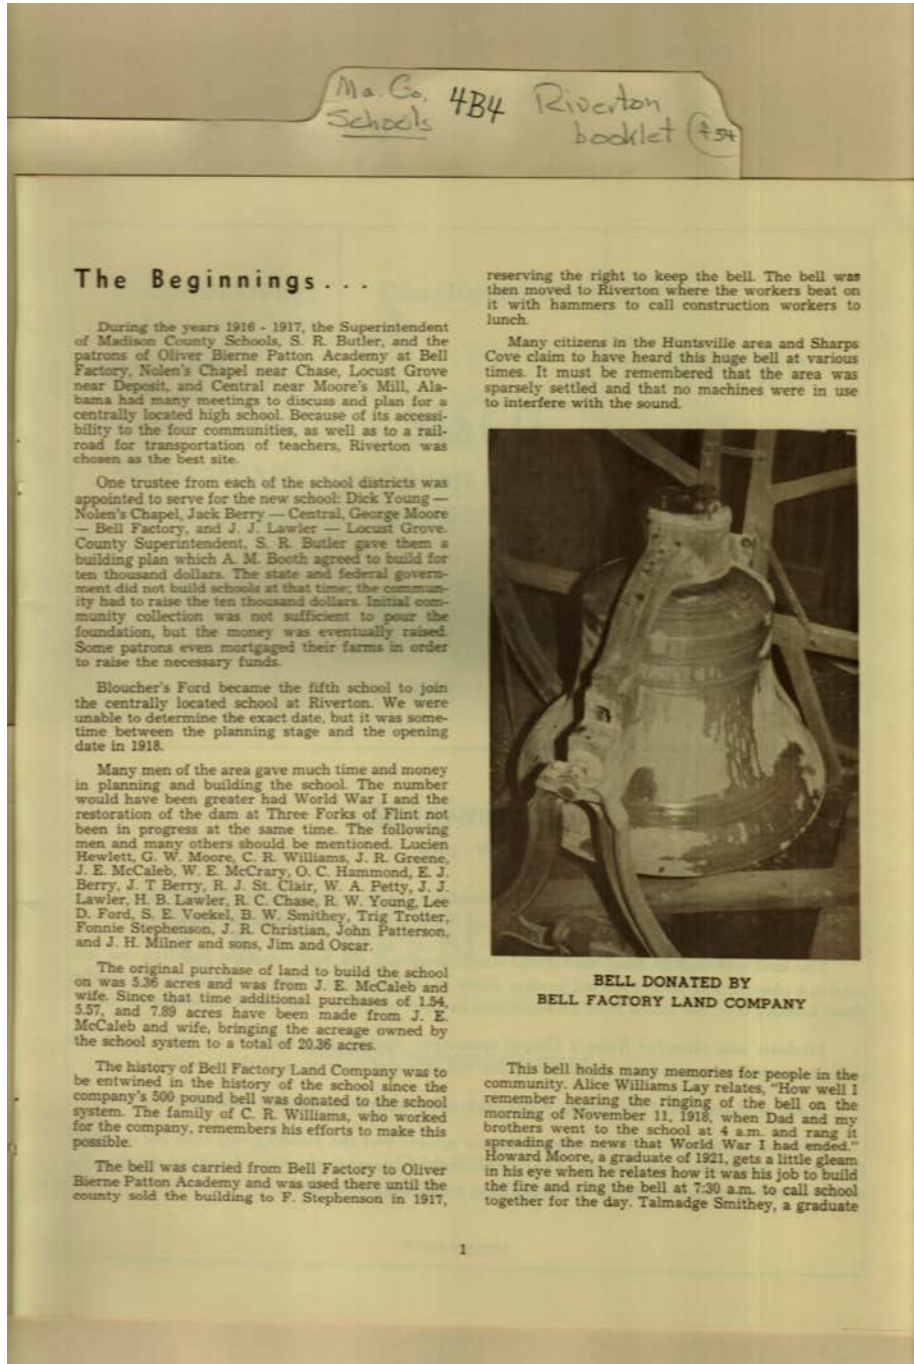 Ma. Co. 4B4 Riverton
Schools booklet
The Beginnings...
During the years 1916 - 1917, the Superintendent
of Madison County Schools, S. R. Butler, and the
patrons of Oliver Bierne Patton Academy at Bell
Factory, Nolen's Chapel near Chase, Locust Grove
near Deposit, and Central near Moore's Mill, Ala-
bama had many meetings to discuss and plan for a
centrally located high school. Because of its accessi-
bility to the four communities, as well as to a rail-
road for transportation of teachers, Riverton was
chosen as the best site.
One trustee from each of the school districts was
appointed to serve for the new school: Dick Young —
Nolen's Chapel, Jack Berry — Central, George Moore
— Bell Factory, and J. J. Lawler — Locust Grove.
County Superintendent, S. R. Butler gave them a
building plan which A. M. Booth agreed to build for
ten thousand dollars. The state and federal govern-
ment did not build schools at that time; the commun-
ity had to raise the ten thousand dollars. Initial com-
munity collection was not sufficient to pour the
foundation, but the money was eventually raised.
Some patrons even mortgaged their farms in order
to raise the necessary funds.
Bloucher's Ford became the fifth school to join
the centrally located school at Riverton. We were
unable to determine the exact date, but it was some-
time between the planning stage and the opening
date in 1918.
Many men of the area gave much time and money
in planning and building the school. The number
would have been greater had World War I and the
restoration of the dam at Three Forks of Flint not
been in progress at the same time. The following
men and many others should be mentioned. Lucien
Hewlett, G. W. Moore, C. R. Williams, J. R. Greene,
J. E. McCaleb, W. E. McCrary, O. C. Hammond, E. J.
Berry, J. T Berry, R. J. St. Clair, W. A. Petty, J. J.
Lawler, H. B. Lawler, R. C. Chase, R. W. Young, Lee
D. Ford, S. E. Voekel, B. W. Smithey, Trig Trotter,
Fonnie Stephenson, J. R. Christian, John Patterson,
and J. H. Milner and sons, Jim and Oscar.
The original purchase of land to build the school
on was 5.36 acres and was from J. E. McCaleb and
wife. Since that time additional purchases of 1.54,
5.57, and 7.89 acres have been made from J. E.
McCaleb and wife, bringing the acreage owned by
the school system to a total of 20.36 acres.
The history of Bell Factory Land Company was to
be entwined in the history of the school since the
company's 500 pound bell was donated to the school
system. The family of C. R. Williams, who worked
for the company, remembers his efforts to make this
possible.
The bell was carried from Bell Factory to Oliver
Bierne Patton Academy and was used there until the
county sold the building to F. Stephenson in 1917,
reserving the right to keep the bell. The bell was
then moved to Riverton where the workers beat on
it with hammers to call construction workers to
lunch.
Many citizens in the Huntsville area and Sharps
Cove claim to have heard this huge bell at various
times. It must be remembered that the area was
sparsely settled and that no machines were in use
to interfere with the sound.
BELL DONATED BY
BELL FACTORY LAND COMPANY
This bell holds many memories for people in the
community. Alice Williams Lay relates, "How well I
remember hearing the ringing of the bell on the
morning of November 11, 1918, when Dad and my
brothers went to the school at 4 a.m. and rang it
spreading the news that World War I had ended."
Howard Moore, a graduate of 1921, gets a little gleam
in his eye when he relates how it was his job to build
the fire and ring the bell at 7:30 a.m. to call school
together for the day. Talmadge Smithey, a graduate
1